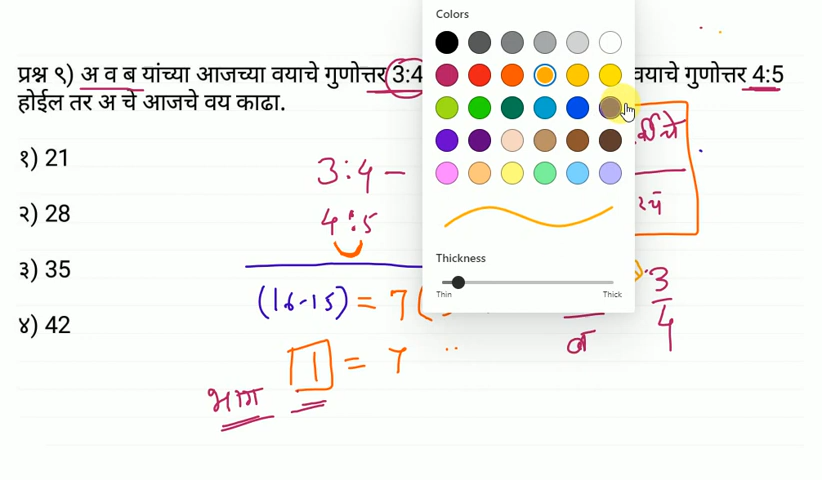 Colors
प्रश्न ९) अ व ब यांच्या आजच्या वयाचे गुणोत्तर 3:4 वयाचे गुणोत्तर 4:5
होईल तर अ चे आजचे वय काढा.
१) 21
२) 28
३) 35
४) 42
3:4 –
4:5
Thickness
Thin Thick
(16-15) = 7 (
1 = 7
भाग
3
4
ब